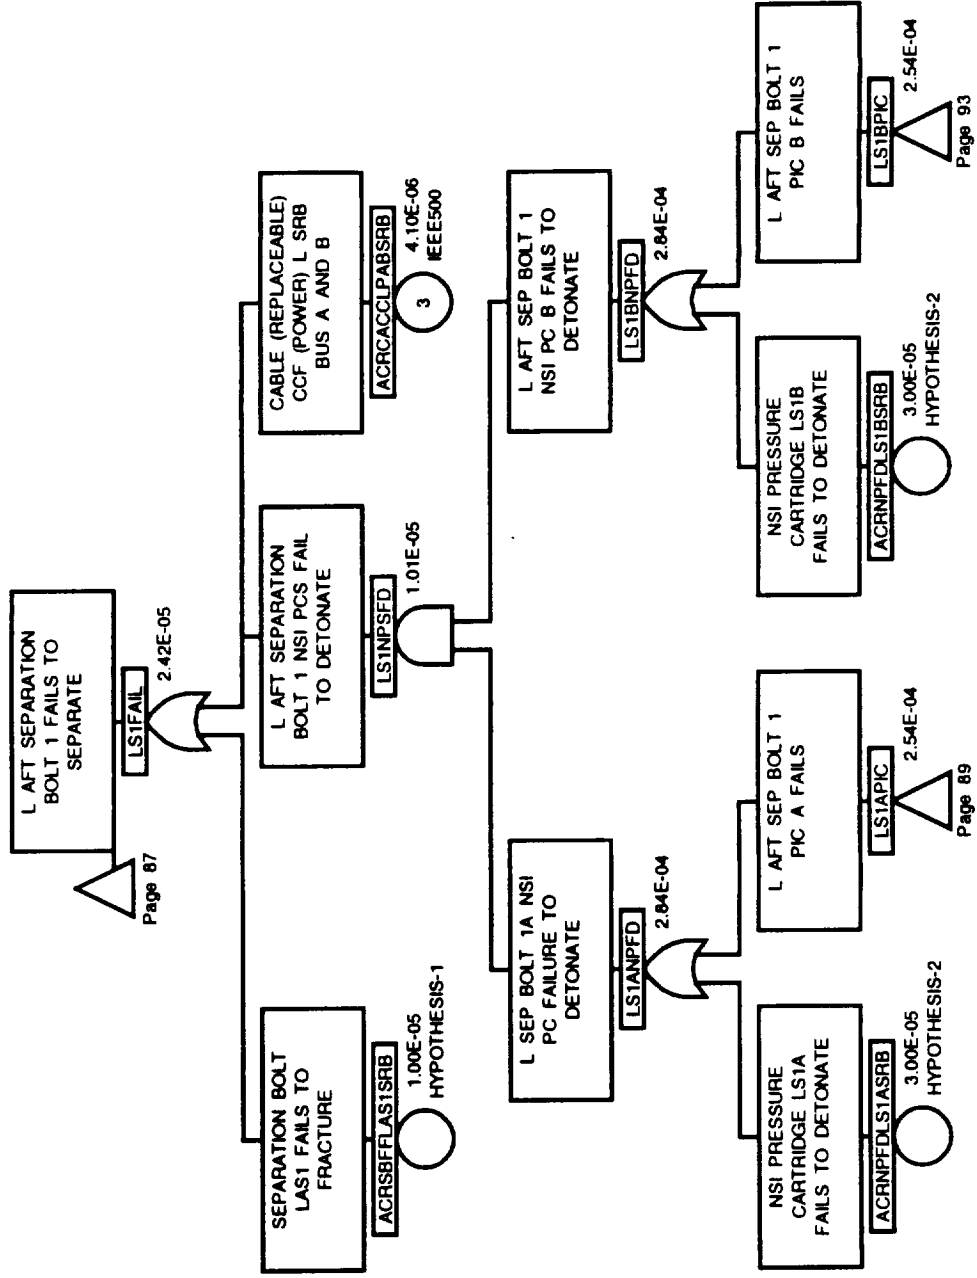 L AFT SEPARATION
BOLT 1 FAILS TO
SEPARATE
LS1FAIL
2.42E-05
Page 87
SEPARATION BOLT
LAS1 FAILS TO
FRACTURE
ACRSBFFLAS1SRB
1.00E-05
HYPOTHESIS-1
L AFT SEPARATION
BOLT 1 NSI PCS FAIL
TO DETONATE
LS1NPSFD
1.01E-05
CABLE (REPLACEABLE)
CCF (POWER) L SRB
BUS A AND B
ACRCACCLPABSRB
4.10E-06
IEEE500
3
L SEP BOLT 1A NSI
PC FAILURE TO
DETONATE
LS1ANPFD
2.84E-04
L AFT SEP BOLT 1
NSI PC B FAILS TO
DETONATE
LS1BNPFD
2.84E-04
NSI PRESSURE
CARTRIDGE LS1A
FAILS TO DETONATE
ACRNPFDLS1ASRB
3.00E-05
HYPOTHESIS-2
L AFT SEP BOLT 1
PIC A FAILS
LS1APIC
2.54E-04
Page 89
NSI PRESSURE
CARTRIDGE LS1B
FAILS TO DETONATE
ACRNPFDLS1BSRB
3.00E-05
HYPOTHESIS-2
L AFT SEP BOLT 1
PIC B FAILS
LS1BPIC
2.54E-04
Page 93